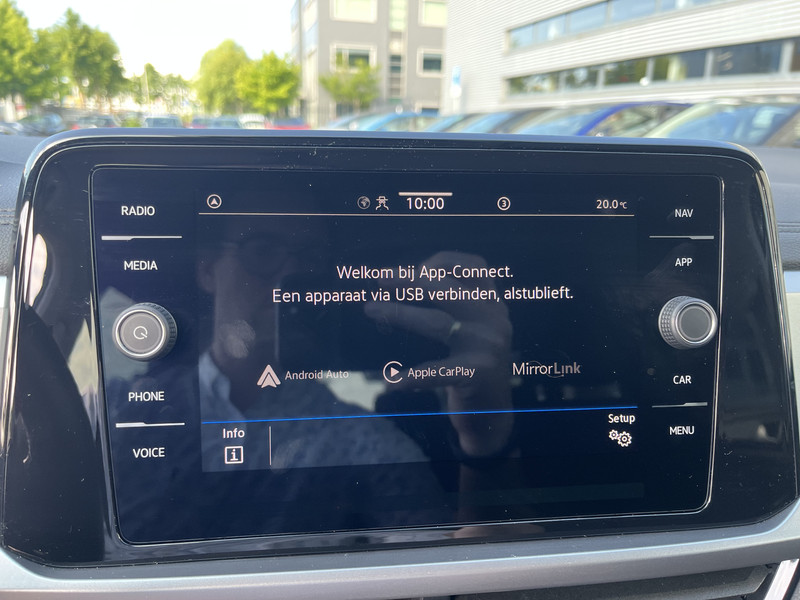 RADIO
MEDIA
PHONE
VOICE
10:00
3
20.0°C
Welkom bij App-Connect.
Een apparaat via USB verbinden, alstublieft.
Android Auto
Apple CarPlay
MirrorLink
Info
Setup
NAV
APP
CAR
MENU